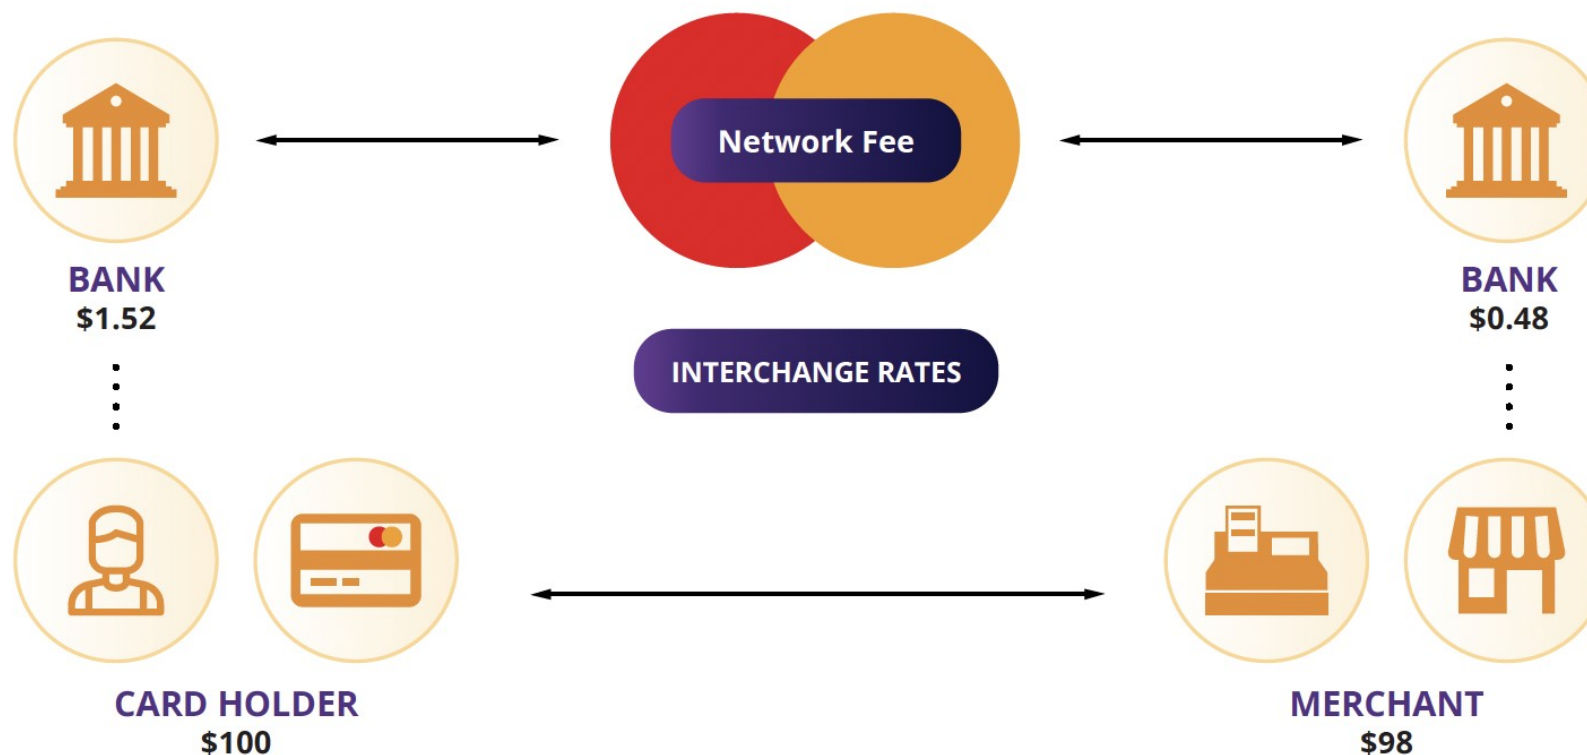 Network Fee
BANK
$1.52
BANK
$0.48
INTERCHANGE RATES
CARD HOLDER
$100
MERCHANT
$98